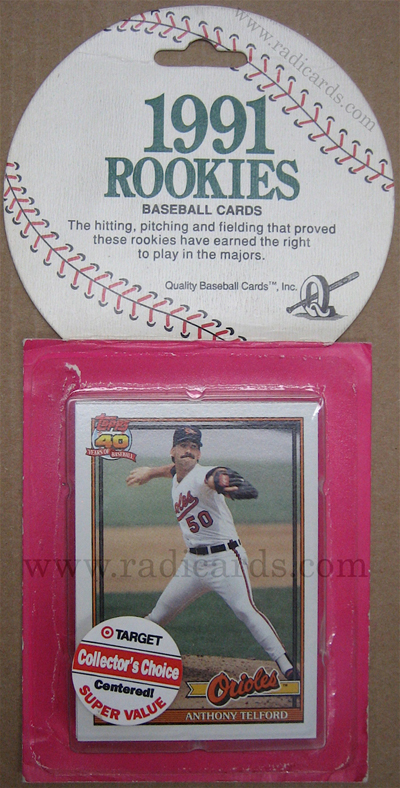 www.radicards.com
1991
ROOKIES
BASEBALL CARDS
The hitting, pitching and fielding that proved
these rookies have earned the right
to play in the majors.
Quality Baseball Cards™, Inc.
Q
Topps
40
YEARS OF BASEBALL
Orioles
50
www.radicards.com
TARGET
Collector's Choice
Centered!
SUPER VALUE
Orioles™
ANTHONY TELFORD